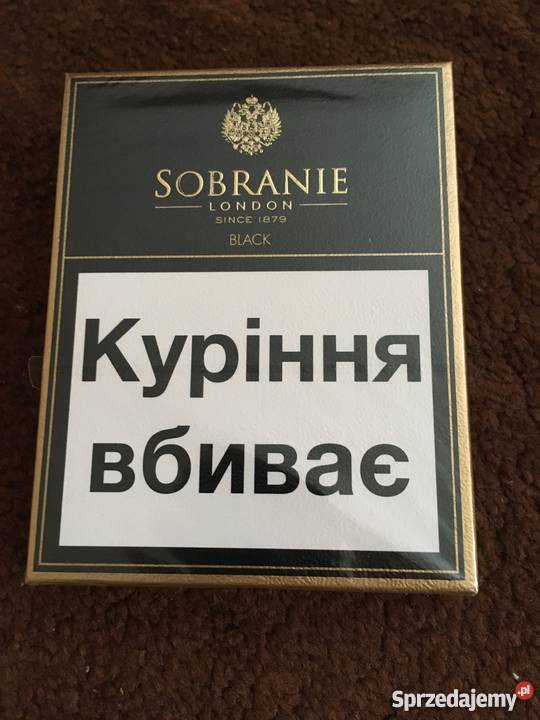 SOBRANIE
LONDON
SINCE 1879
BLACK
Куріння
вбиває
Sprzedajemy.pl